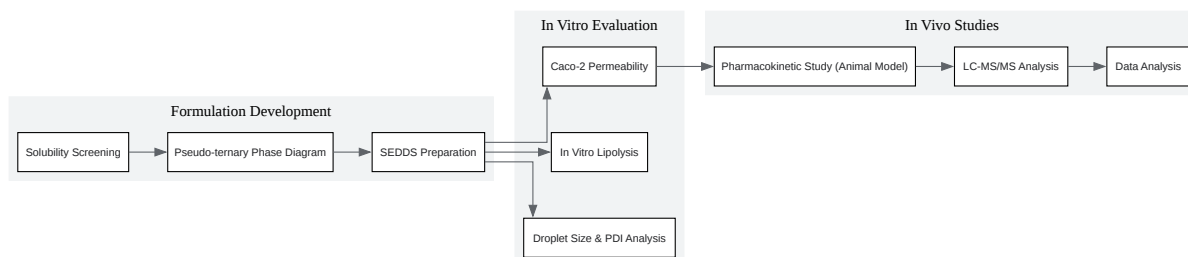 Formulation Development
Solubility Screening
Pseudo-ternary Phase Diagram
SEDDS Preparation
In Vitro Evaluation
Caco-2 Permeability
In Vitro Lipolysis
Droplet Size & PDI Analysis
In Vivo Studies
Pharmacokinetic Study (Animal Model)
LC-MS/MS Analysis
Data Analysis